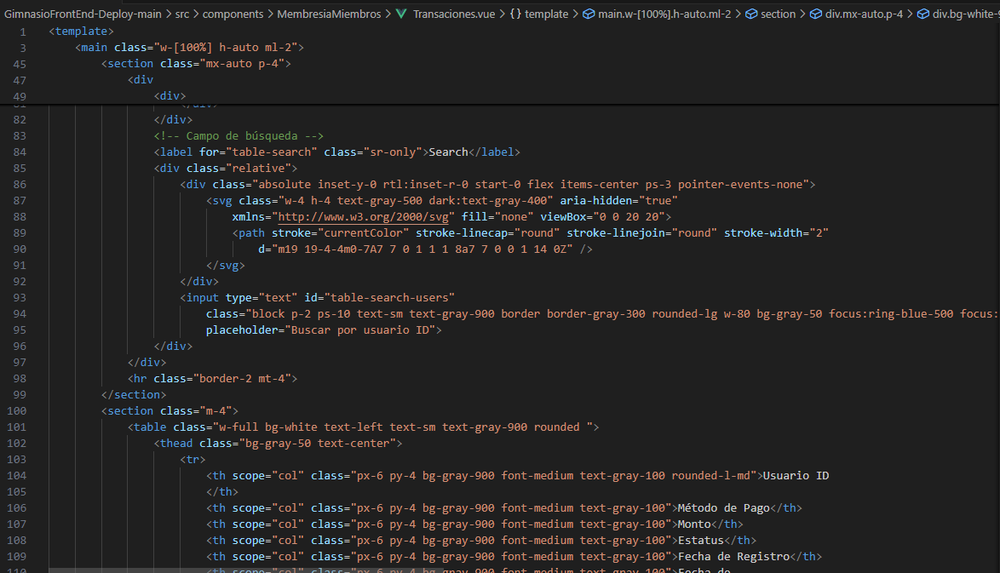 GimnasioFrontEnd-Deploy-main > src > components > MembresiaMiembros > Transaciones.vue > {} template > main.w-[100%].h-auto.ml-2 > section > div.mx-auto.p-4 > div.bg-white-9
1 <template>
3 <main class="w-[100%] h-auto ml-2">
45 <section class="mx-auto p-4">
47 <div
49 <div>
81 </div>
82 </div>
83 <!-- Campo de búsqueda -->
84 <label for="table-search" class="sr-only">Search</label>
85 <div class="relative">
86 <div class="absolute inset-y-0 rtl:inset-r-0 start-0 flex items-center ps-3 pointer-events-none">
87 <svg class="w-4 h-4 text-gray-500 dark:text-gray-400" aria-hidden="true"
88 xmlns="http://www.w3.org/2000/svg" fill="none" viewBox="0 0 20 20">
89 <path stroke="currentColor" stroke-linecap="round" stroke-linejoin="round" stroke-width="2"
90 d="m19 19-4-4m0-7A7 7 0 1 1 1 8a7 7 0 0 1 14 0Z" />
91 </svg>
92 </div>
93 <input type="text" id="table-search-users"
94 class="block p-2 ps-10 text-sm text-gray-900 border border-gray-300 rounded-lg w-80 bg-gray-50 focus:ring-blue-500 focus:
95 placeholder="Buscar por usuario ID">
96 </div>
97 </div>
98 <hr class="border-2 mt-4">
99 </section>
100 <section class="m-4">
101 <table class="w-full bg-white text-left text-sm text-gray-900 rounded ">
102 <thead class="bg-gray-50 text-center">
103 <tr>
104 <th scope="col" class="px-6 py-4 bg-gray-900 font-medium text-gray-100 rounded-l-md">Usuario ID
105 </th>
106 <th scope="col" class="px-6 py-4 bg-gray-900 font-medium text-gray-100">Método de Pago</th>
107 <th scope="col" class="px-6 py-4 bg-gray-900 font-medium text-gray-100">Monto</th>
108 <th scope="col" class="px-6 py-4 bg-gray-900 font-medium text-gray-100">Estatus</th>
109 <th scope="col" class="px-6 py-4 bg-gray-900 font-medium text-gray-100">Fecha de Registro</th>
110 <th scope="col" class="px-6 py-4 bg-gray-900 font-medium text-gray-100">Fecha de